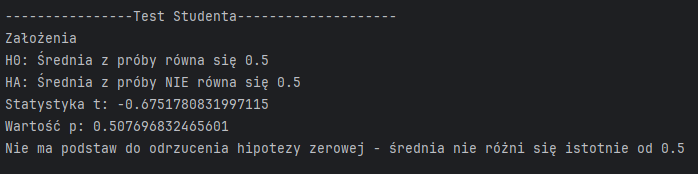 ----------------Test Studenta--------------------
Założenia
H0: Średnia z próby równa się 0.5
HA: Średnia z próby NIE równa się 0.5
Statystyka t: -0.6751780831997115
Wartość p: 0.507696832465601
Nie ma podstaw do odrzucenia hipotezy zerowej - średnia nie różni się istotnie od 0.5